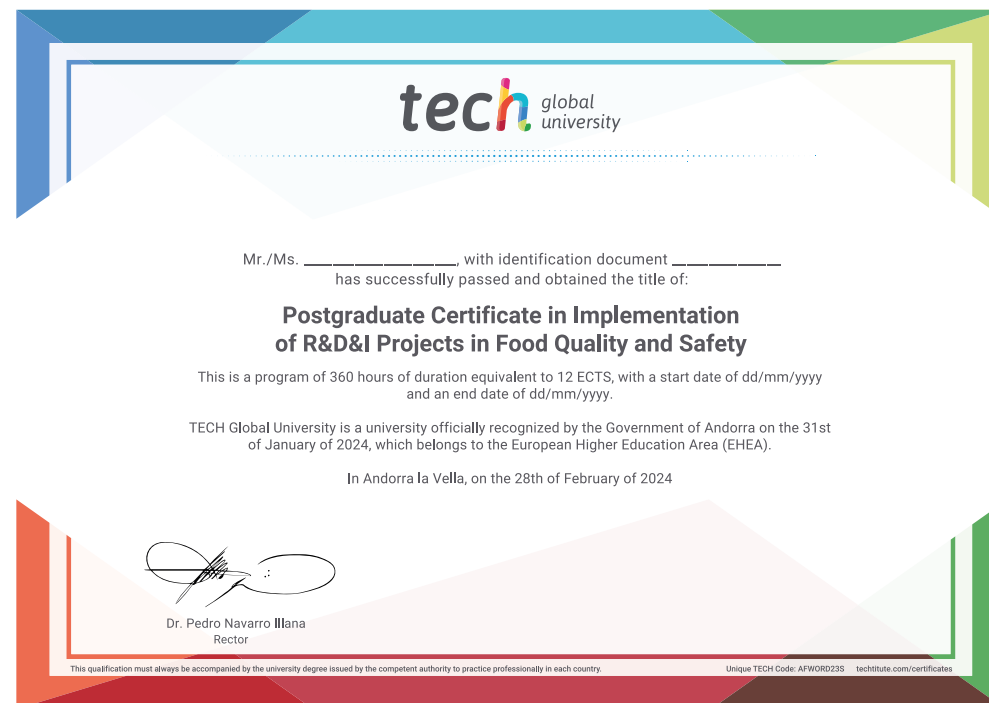 tech global university
Mr./Ms. ____________________, with identification document ______________
has successfully passed and obtained the title of:
Postgraduate Certificate in Implementation
of R&D&I Projects in Food Quality and Safety
This is a program of 360 hours of duration equivalent to 12 ECTS, with a start date of dd/mm/yyyy
and an end date of dd/mm/yyyy.
TECH Global University is a university officially recognized by the Government of Andorra on the 31st
of January of 2024, which belongs to the European Higher Education Area (EHEA).
In Andorra la Vella, on the 28th of February of 2024
Dr. Pedro Navarro Illana
Rector
This qualification must always be accompanied by the university degree issued by the competent authority to practice professionally in each country.
Unique TECH Code: AFWORD23S techtitute.com/certificates